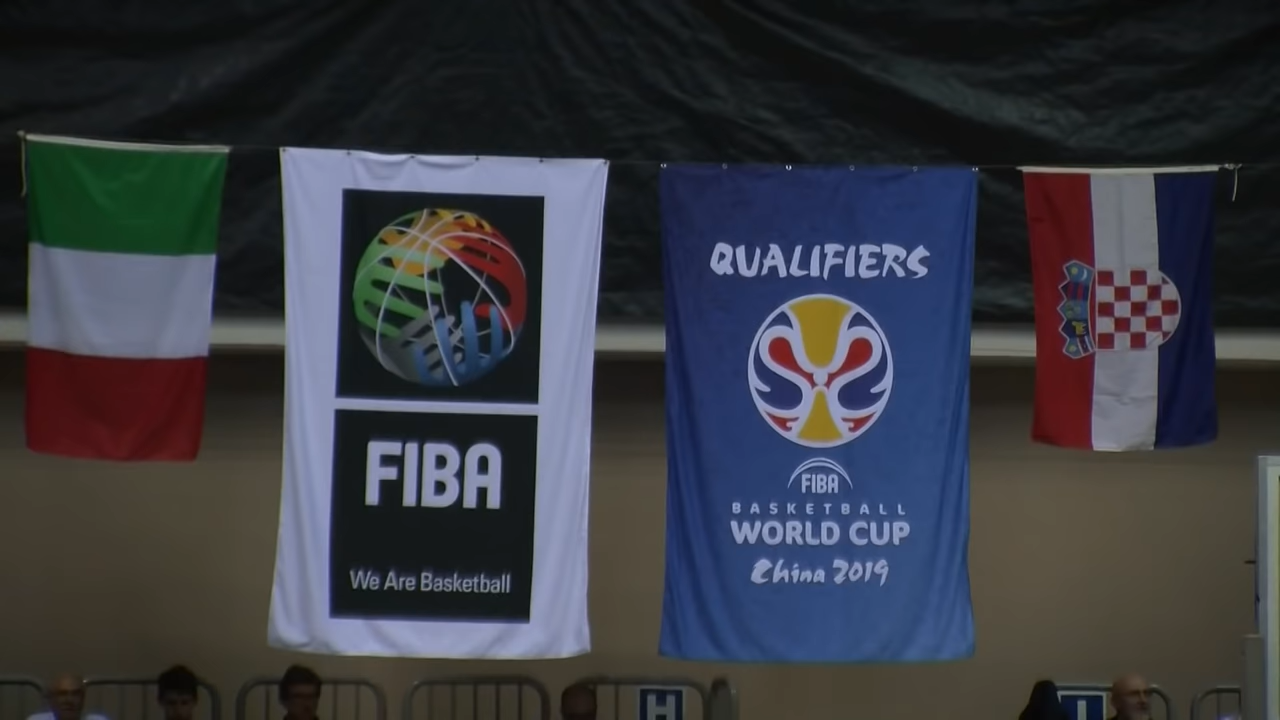 FIBA
We Are Basketball
QUALIFIERS
FIBA
BASKETBALL
WORLD CUP
China 2019
H
I